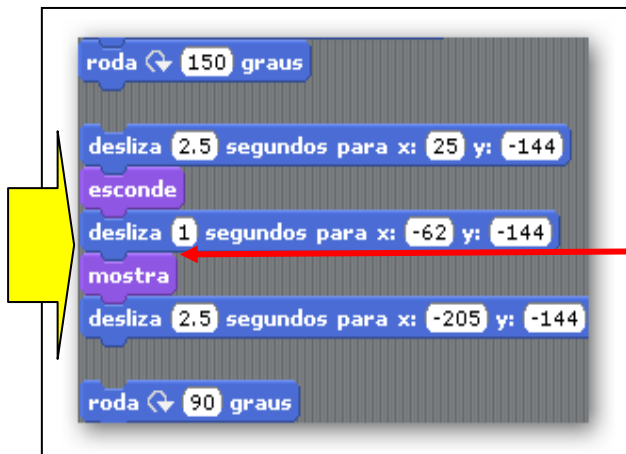 roda 150 graus
desliza 2.5 segundos para x: 25 y: -144
esconde
desliza 1 segundos para x: -62 y: -144
mostra
desliza 2.5 segundos para x: -205 y: -144
roda 90 graus